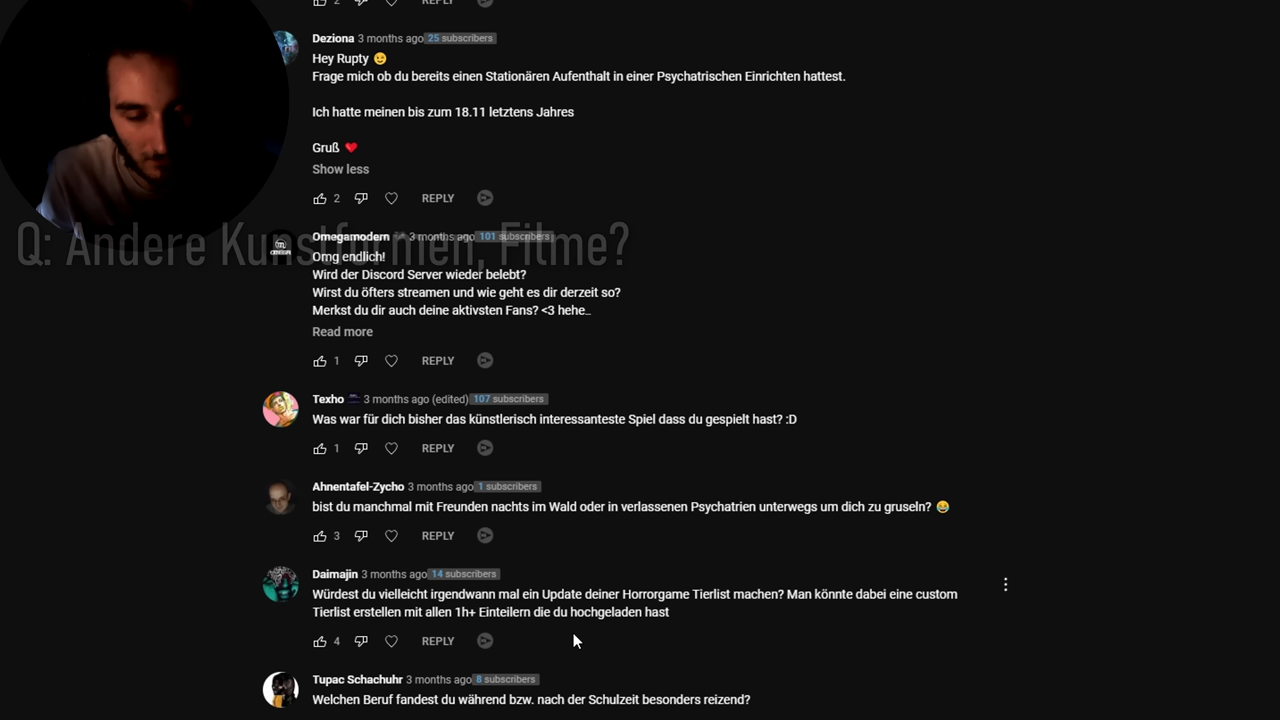 2 REPLY
Deziona 3 months ago 25 subscribers
Hey Rupty 😉
Frage mich ob du bereits einen Stationären Aufenthalt in einer Psychatrischen Einrichten hattest.
Ich hatte meinen bis zum 18.11 letztens Jahres
Gruß ❤️
Show less
2 REPLY
Q: Andere Kunstformen, Filme?
Omegamodern 3 months ago 101 subscribers
Omg endlich!
Wird der Discord Server wieder belebt?
Wirst du öfters streamen und wie geht es dir derzeit so?
Merkst du dir auch deine aktivsten Fans? <3 hehe..
Read more
1 REPLY
Texho 3 months ago (edited) 107 subscribers
Was war für dich bisher das künstlerisch interessanteste Spiel dass du gespielt hast? :D
1 REPLY
Ahnentafel-Zycho 3 months ago 1 subscribers
bist du manchmal mit Freunden nachts im Wald oder in verlassenen Psychatrien unterwegs um dich zu gruseln? 😂
3 REPLY
Daimajin 3 months ago 14 subscribers
Würdest du vielleicht irgendwann mal ein Update deiner Horrorgame Tierlist machen? Man könnte dabei eine custom
Tierlist erstellen mit allen 1h+ Einteilern die du hochgeladen hast
4 REPLY
Tupac Schachuhr 3 months ago 8 subscribers
Welchen Beruf fandest du während bzw. nach der Schulzeit besonders reizend?